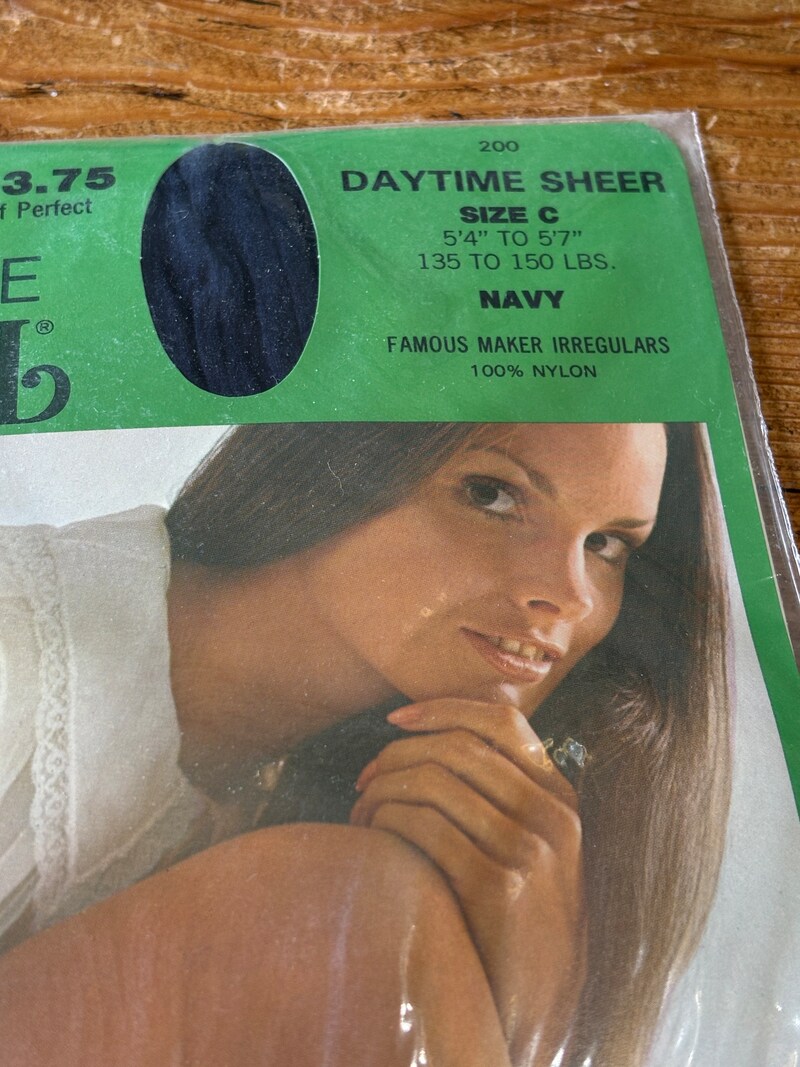 3.75
f Perfect
E
L®
200
DAYTIME SHEER
SIZE C
5'4" TO 5'7"
135 TO 150 LBS.
NAVY
FAMOUS MAKER IRREGULARS
100% NYLON